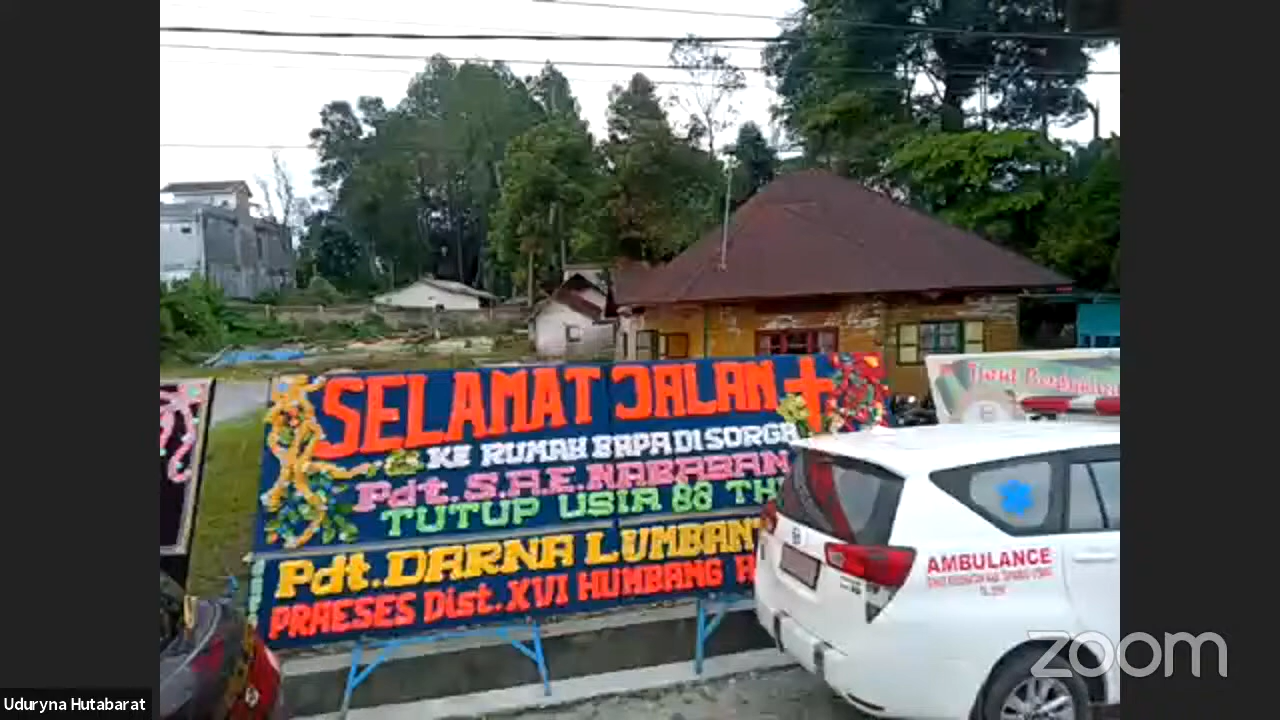 SELAMAT JALAN
KE RUMAH BAPA DI SORGA
Pdt. S.A.E. NABABAN
TUTUP USIA 88 TH
Pdt. DARNA LUMBAN
PRAESES Dist. XVI HUMBANG
Turut
AMBULANCE
zoom
Uduryna Hutabarat